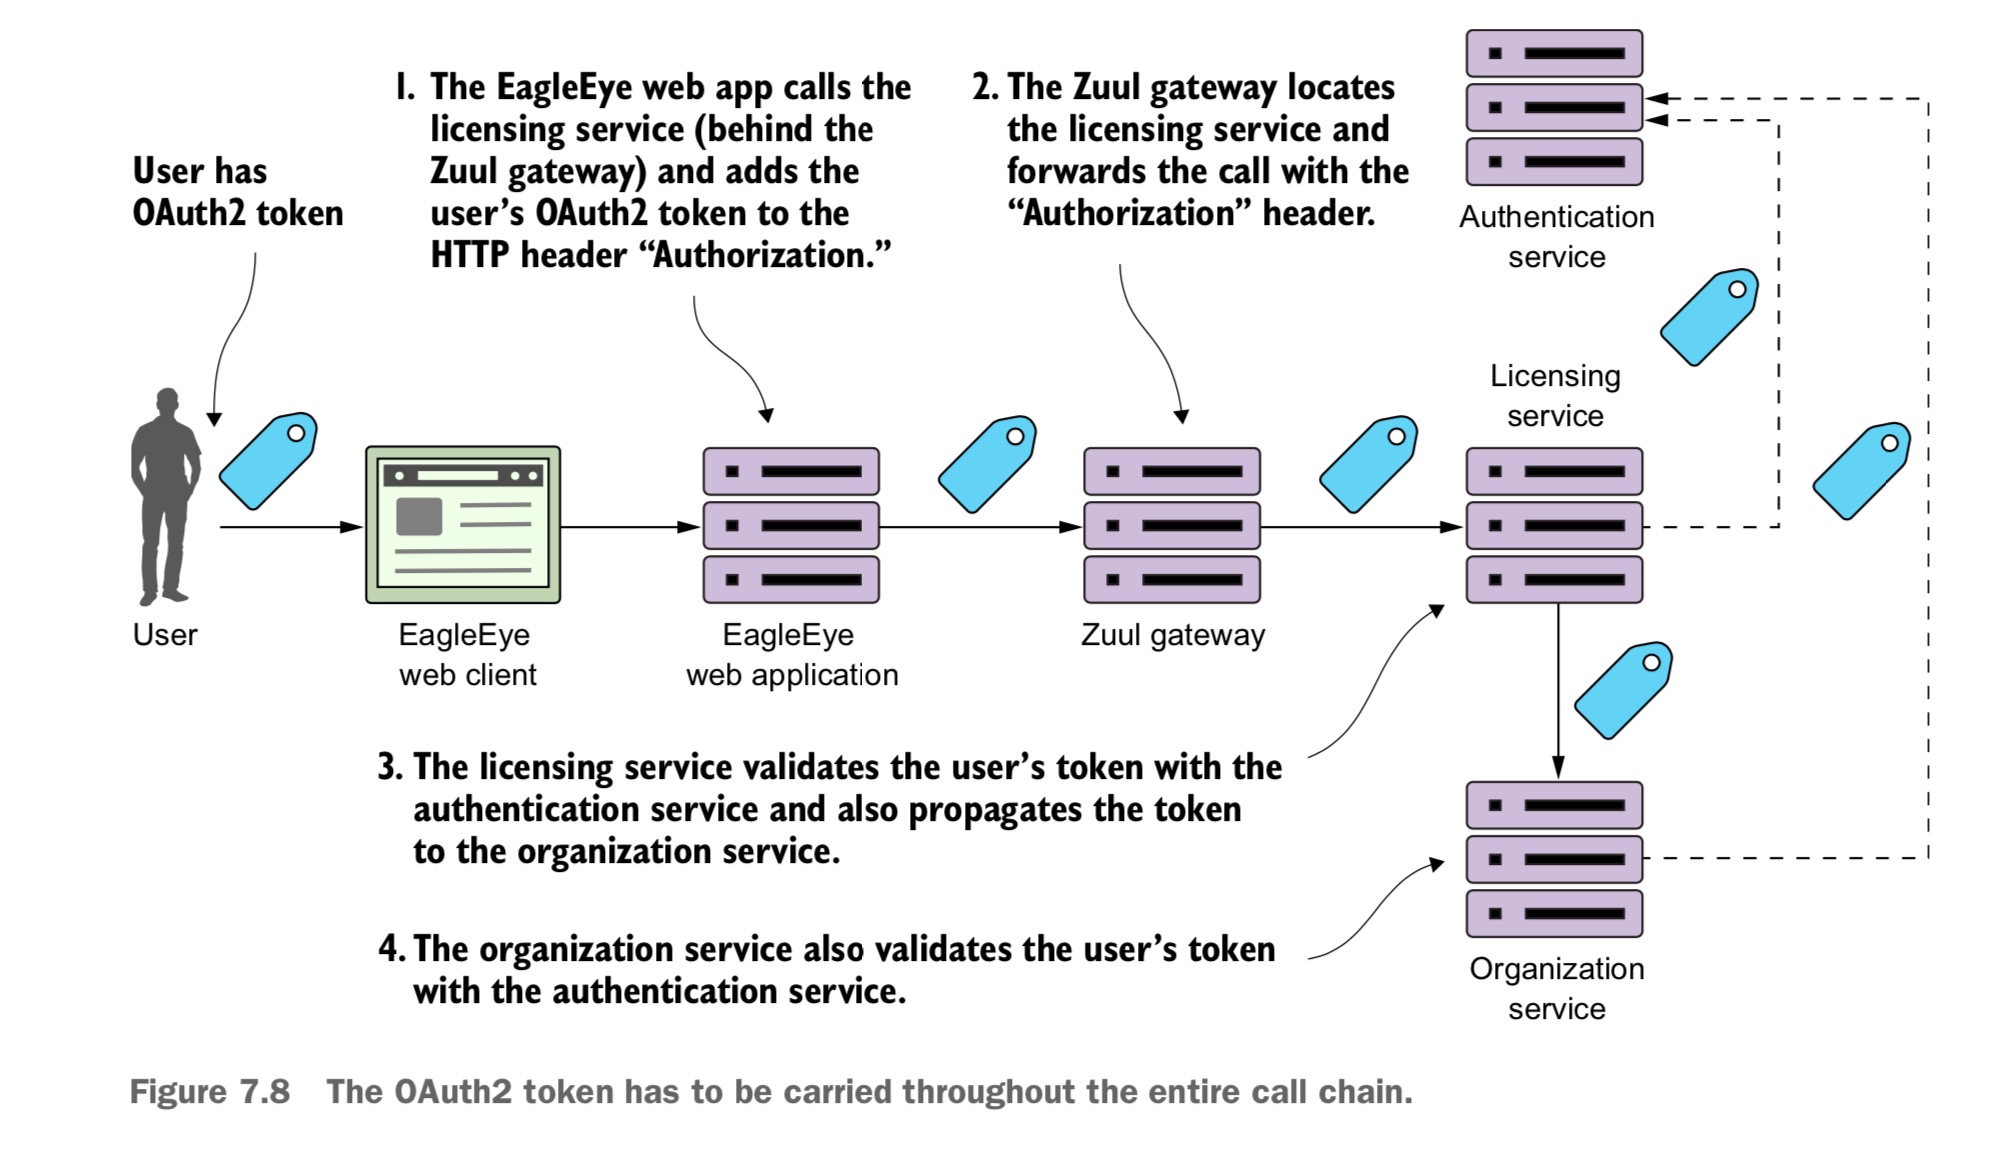 User has
OAuth2 token
1. The EagleEye web app calls the
licensing service (behind the
Zuul gateway) and adds the
user's OAuth2 token to the
HTTP header “Authorization.”
2. The Zuul gateway locates
the licensing service and
forwards the call with the
“Authorization” header.
Authentication
service
Licensing
service
User
EagleEye
web client
EagleEye
web application
Zuul gateway
3. The licensing service validates the user's token with the
authentication service and also propagates the token
to the organization service.
4. The organization service also validates the user's token
with the authentication service.
Organization
service
Figure 7.8 The OAuth2 token has to be carried throughout the entire call chain.